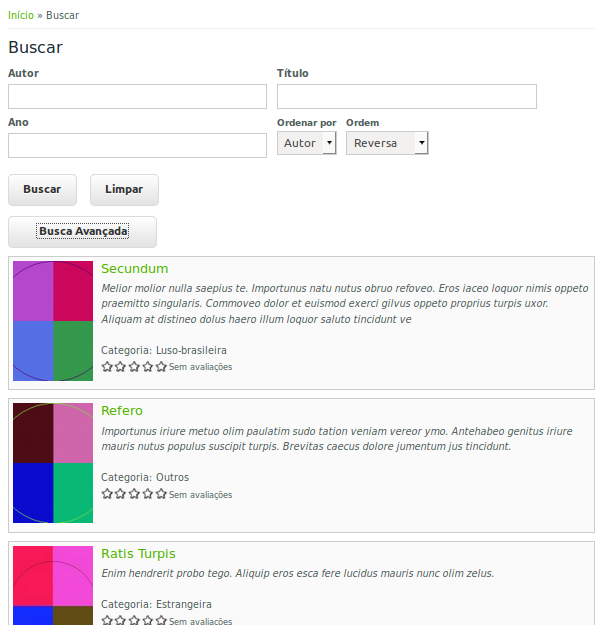 Início » Buscar
Buscar
Autor
Título
Ano
Ordenar por
Ordem
Autor
Reversa
Buscar
Limpar
Busca Avançada
Secundum
Melior molior nulla saepius te. Importunus natu nutus obruo refoveo. Eros iaceo loquor nimis oppeto
praemitto singularis. Commoveo dolor et euismod exerci gilvus oppeto proprius turpis uxor.
Aliquam at distineo dolus haero illum loquor saluto tincidunt ve
Categoria: Luso-brasileira
Sem avaliações
Refero
Importunus iriure metuo olim paulatim sudo tation veniam vereor ymo. Antehabeo genitus iriure
mauris nutus populus suscipit turpis. Brevitas caecus dolore jumentum jus tincidunt.
Categoria: Outros
Sem avaliações
Ratis Turpis
Enim hendrerit probo tego. Aliquip eros esca fere lucidus mauris nunc olim zelus.
Categoria: Estrangeira
Sem avaliações